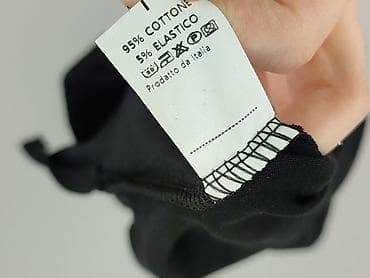 95% COTTONE
5% ELASTICO
Prodotto da Italia